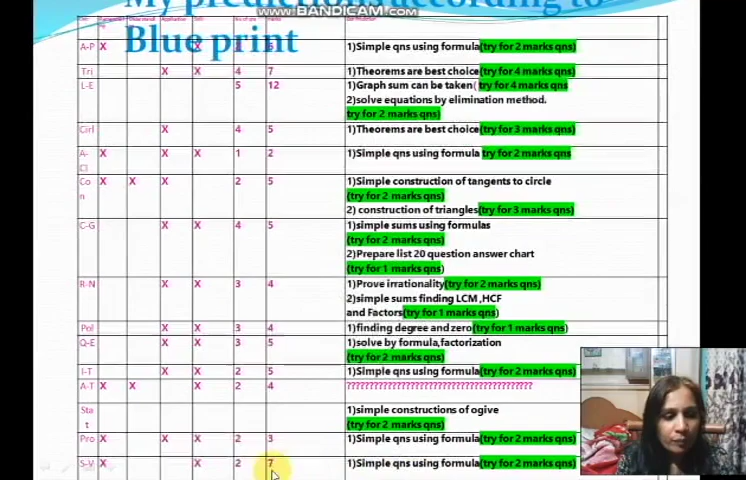 My prediction according to
Blue print
www.BANDICAM.COM
A-P X X 6 1)Simple qns using formula(try for 2 marks qns)
Tri X X 4 7 1)Theorems are best choice(try for 4 marks qns)
L-E 5 12 1)Graph sum can be taken( try for 4 marks qns
2)solve equations by elimination method.
try for 2 marks qns)
Cirl X 4 5 1)Theorems are best choice(try for 3 marks qns)
A-Cl X X X 1 2 1)Simple qns using formula try for 2 marks qns
Con X X X 2 5 1)Simple construction of tangents to circle
(try for 2 marks qns)
2) construction of triangles(try for 3 marks qns)
C-G X X 4 5 1)simple sums using formulas
(try for 2 marks qns)
2)Prepare list 20 question answer chart
(try for 1 marks qns)
R-N X X 3 4 1)Prove irrationality(try for 2 marks qns)
2)simple sums finding LCM ,HCF
and Factors(try for 1 marks qns)
Pol X X 3 4 1)finding degree and zero(try for 1 marks qns)
Q-E X X 3 5 1)solve by formula,factorization
(try for 2 marks qns)
I-T X X 2 5 1)Simple qns using formula(try for 2 marks qns)
A-T X X X 2 4
Stat 1)simple constructions of ogive
(try for 2 marks qns)
Pro X X X 2 3 1)Simple qns using formula(try for 2 marks qns)
S-V X X 2 7 1)Simple qns using formula(try for 2 marks qns)